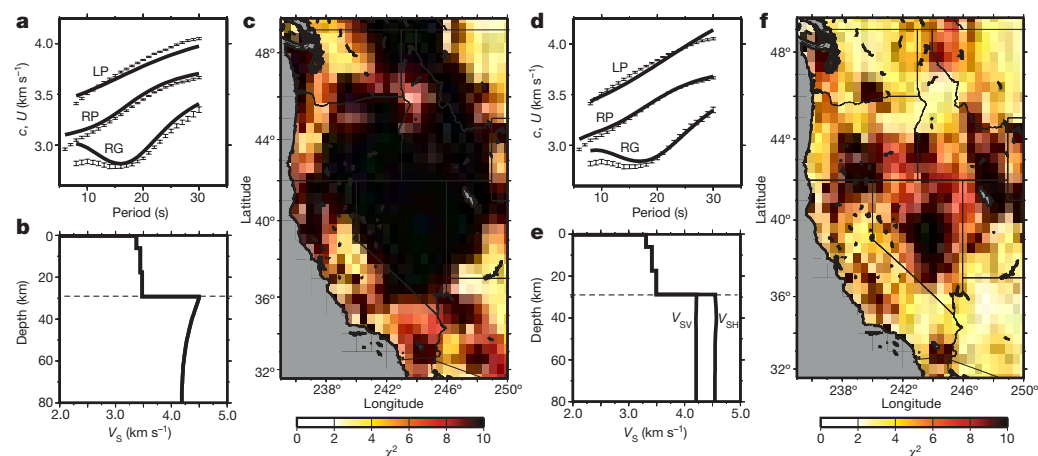 a
4.0
3.5
3.0
c, U (km s⁻¹)
LP
RP
RG
10
20
30
Period (s)
b
0
20
40
60
80
Depth (km)
2.0
3.0
4.0
5.0
V_S (km s⁻¹)
c
48°
44°
40°
36°
32°
Latitude
238°
242°
246°
250°
Longitude
0
2
4
6
8
10
χ²
d
4.0
3.5
3.0
c, U (km s⁻¹)
LP
RP
RG
10
20
30
Period (s)
e
0
20
40
60
80
Depth (km)
V_SV
V_SH
2.0
3.0
4.0
5.0
V_S (km s⁻¹)
f
48°
44°
40°
36°
32°
Latitude
238°
242°
246°
250°
Longitude
0
2
4
6
8
10
χ²